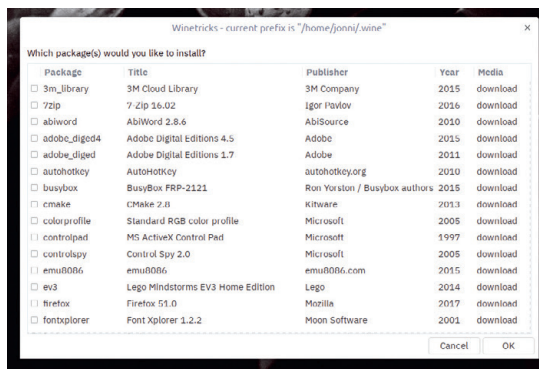 Winetricks - current prefix is "/home/jonni/.wine"
Which package(s) would you like to install?
Package Title Publisher Year Media
3m_library 3M Cloud Library 3M Company 2015 download
7zip 7-Zip 16.02 Igor Pavlov 2016 download
abiword AbiWord 2.8.6 AbiSource 2010 download
adobe_diged4 Adobe Digital Editions 4.5 Adobe 2015 download
adobe_diged Adobe Digital Editions 1.7 Adobe 2011 download
autohotkey AutoHotKey autohotkey.org 2010 download
busybox BusyBox FRP-2121 Ron Yorston / Busybox authors 2015 download
cmake CMake 2.8 Kitware 2013 download
colorprofile Standard RGB color profile Microsoft 2005 download
controlpad MS ActiveX Control Pad Microsoft 1997 download
controlspy Control Spy 2.0 Microsoft 2005 download
emu8086 emu8086 emu8086.com 2015 download
ev3 Lego Mindstorms EV3 Home Edition Lego 2014 download
firefox Firefox 51.0 Mozilla 2017 download
fontxplorer Font Xplorer 1.2.2 Moon Software 2001 download
Cancel OK